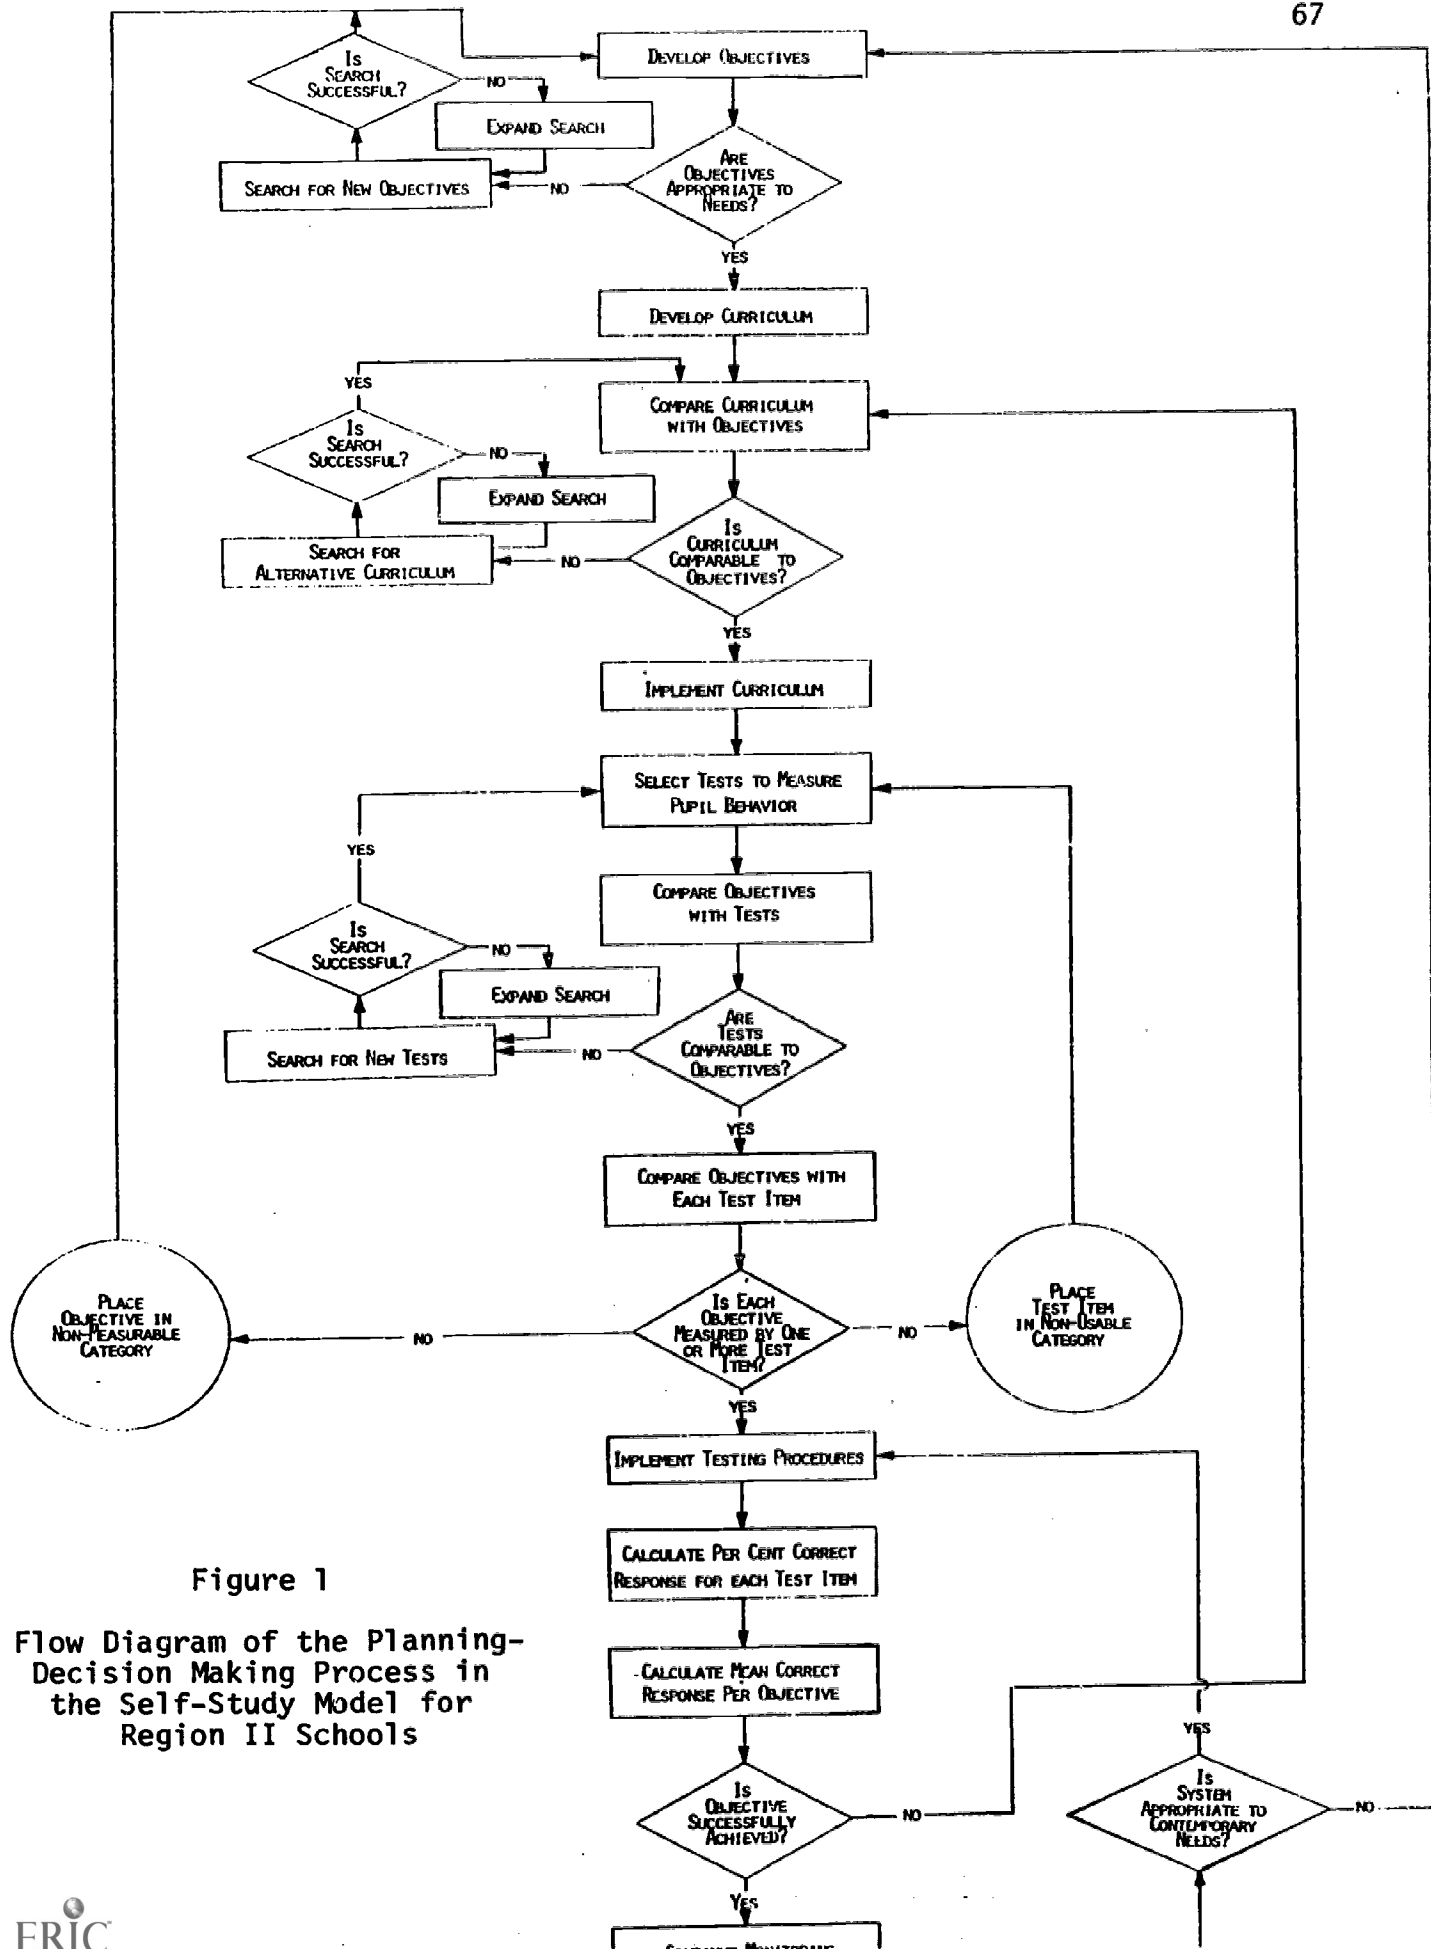 67
DEVELOP OBJECTIVES
IS
SEARCH
SUCCESSFUL?
NO
EXPAND SEARCH
SEARCH FOR NEW OBJECTIVES
NO
ARE
OBJECTIVES
APPROPRIATE TO
NEEDS?
YES
DEVELOP CURRICULUM
YES
COMPARE CURRICULUM
WITH OBJECTIVES
IS
SEARCH
SUCCESSFUL?
NO
EXPAND SEARCH
SEARCH FOR
ALTERNATIVE CURRICULUM
NO
IS
CURRICULUM
COMPARABLE TO
OBJECTIVES?
YES
IMPLEMENT CURRICULUM
SELECT TESTS TO MEASURE
PUPIL BEHAVIOR
YES
COMPARE OBJECTIVES
WITH TESTS
IS
SEARCH
SUCCESSFUL?
NO
EXPAND SEARCH
SEARCH FOR NEW TESTS
NO
ARE
TESTS
COMPARABLE TO
OBJECTIVES?
YES
COMPARE OBJECTIVES WITH
EACH TEST ITEM
PLACE
OBJECTIVE IN
NON-MEASURABLE
CATEGORY
NO
IS EACH
OBJECTIVE
MEASURED BY ONE
OR MORE TEST
ITEM?
NO
PLACE
TEST ITEM
IN NON-USABLE
CATEGORY
YES
IMPLEMENT TESTING PROCEDURES
CALCULATE PER CENT CORRECT
RESPONSE FOR EACH TEST ITEM
Figure 1
Flow Diagram of the Planning-
Decision Making Process in
the Self-Study Model for
Region II Schools
CALCULATE MEAN CORRECT
RESPONSE PER OBJECTIVE
YES
IS
OBJECTIVE
SUCCESSFULLY
ACHIEVED?
NO
IS
SYSTEM
APPROPRIATE TO
CONTEMPORARY
NEEDS?
NO
YES
ERIC